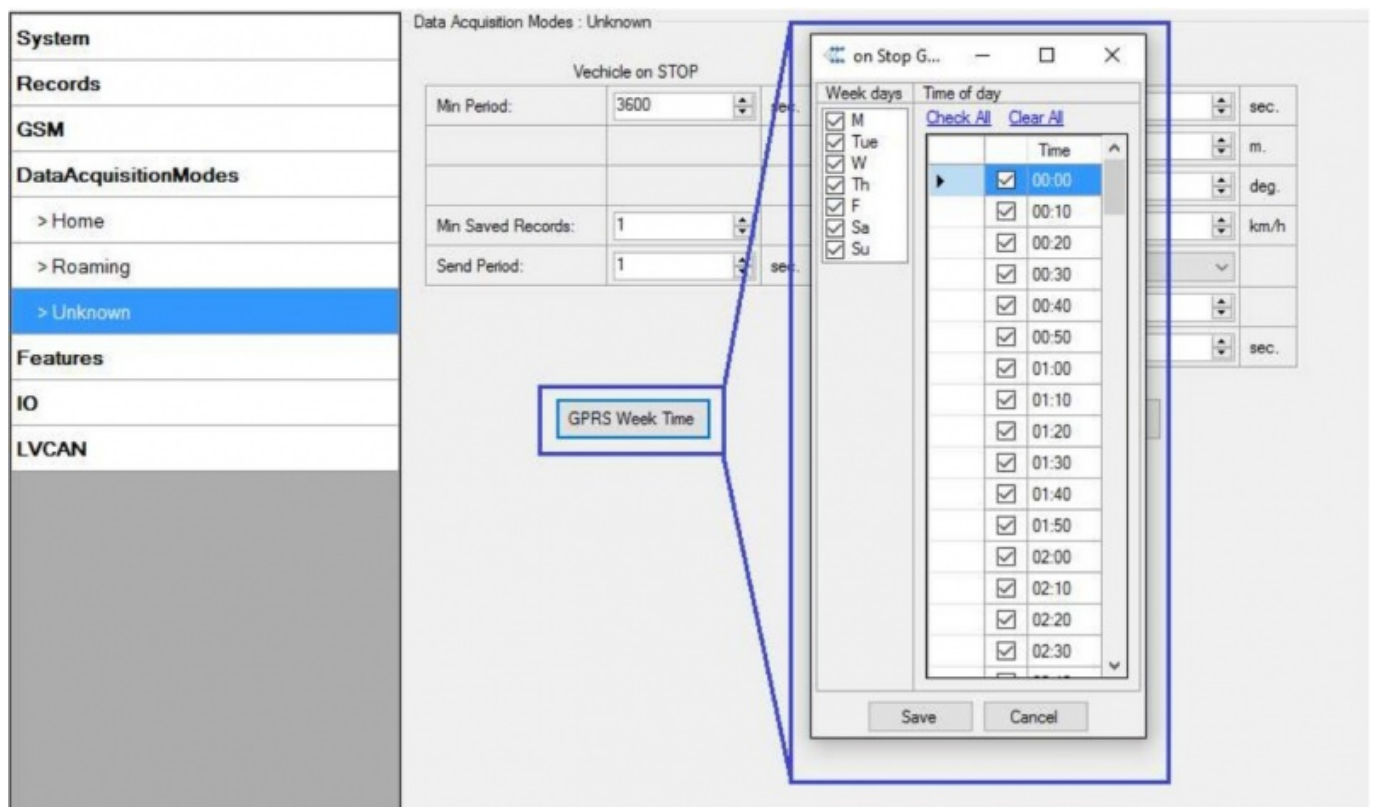 System
Records
GSM
DataAcquisitionModes
> Home
> Roaming
> Unknown
Features
IO
LVCAN
Data Acquisition Modes : Unknown
Vechicle on STOP
Min Period: 3600 sec.
Min Saved Records: 1
Send Period: 1 sec.
GPRS Week Time
on Stop G...
Week days
M
Tue
W
Th
F
Sa
Su
Time of day
Check All Clear All
Time
00:00
00:10
00:20
00:30
00:40
00:50
01:00
01:10
01:20
01:30
01:40
01:50
02:00
02:10
02:20
02:30
Save Cancel
sec.
m.
deg.
km/h
sec.